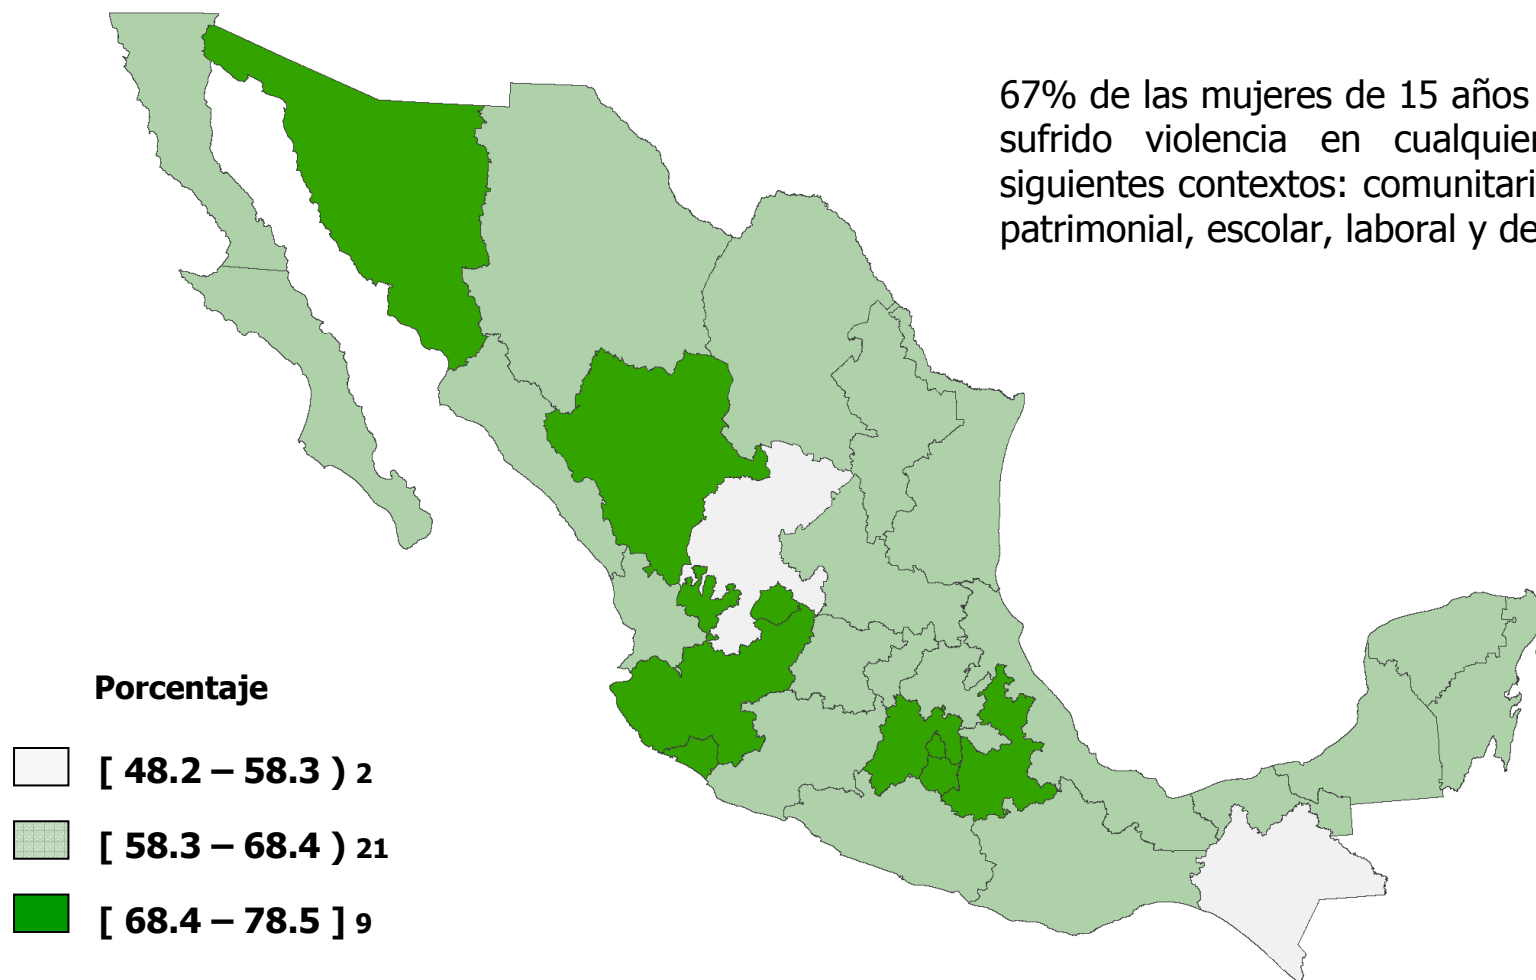 67% de las mujeres de 15 años
sufrido violencia en cualquier
siguientes contextos: comunitari
patrimonial, escolar, laboral y de
Porcentaje
[ 48.2 – 58.3 ) 2
[ 58.3 – 68.4 ) 21
[ 68.4 – 78.5 ] 9